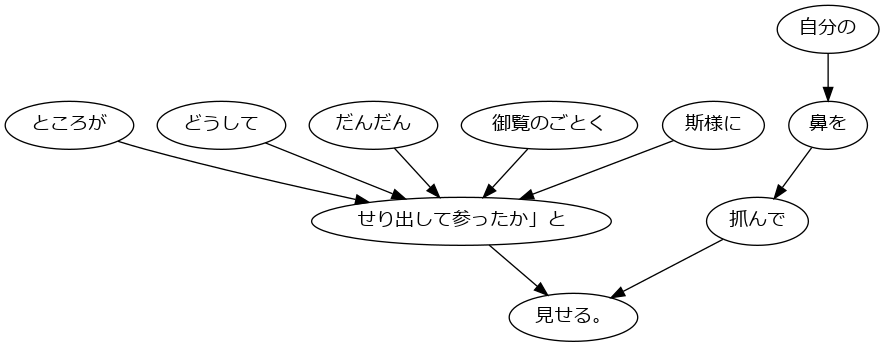 自分の
ところが
どうして
だんだん
御覧のごとく
斯様に
鼻を
せり出して参ったか」と
抓んで
見せる。